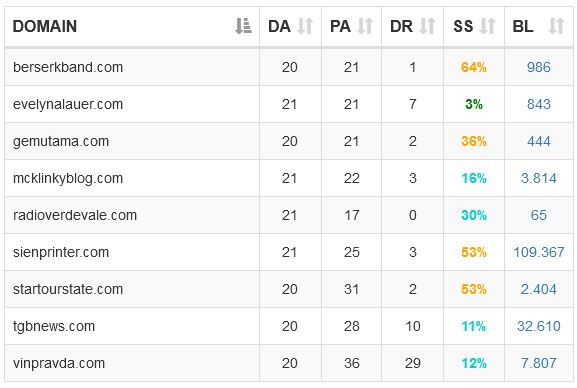 DOMAIN DA PA DR SS BL
berserkband.com 20 21 1 64% 986
evelynalauer.com 21 21 7 3% 843
gemutama.com 20 21 2 36% 444
mcklinkyblog.com 21 22 3 16% 3.814
radioverdevale.com 21 17 0 30% 65
sienprinter.com 21 25 3 53% 109.367
startourstate.com 20 31 2 53% 2.404
tgbnews.com 20 28 10 11% 32.610
vinpravda.com 20 36 29 12% 7.807